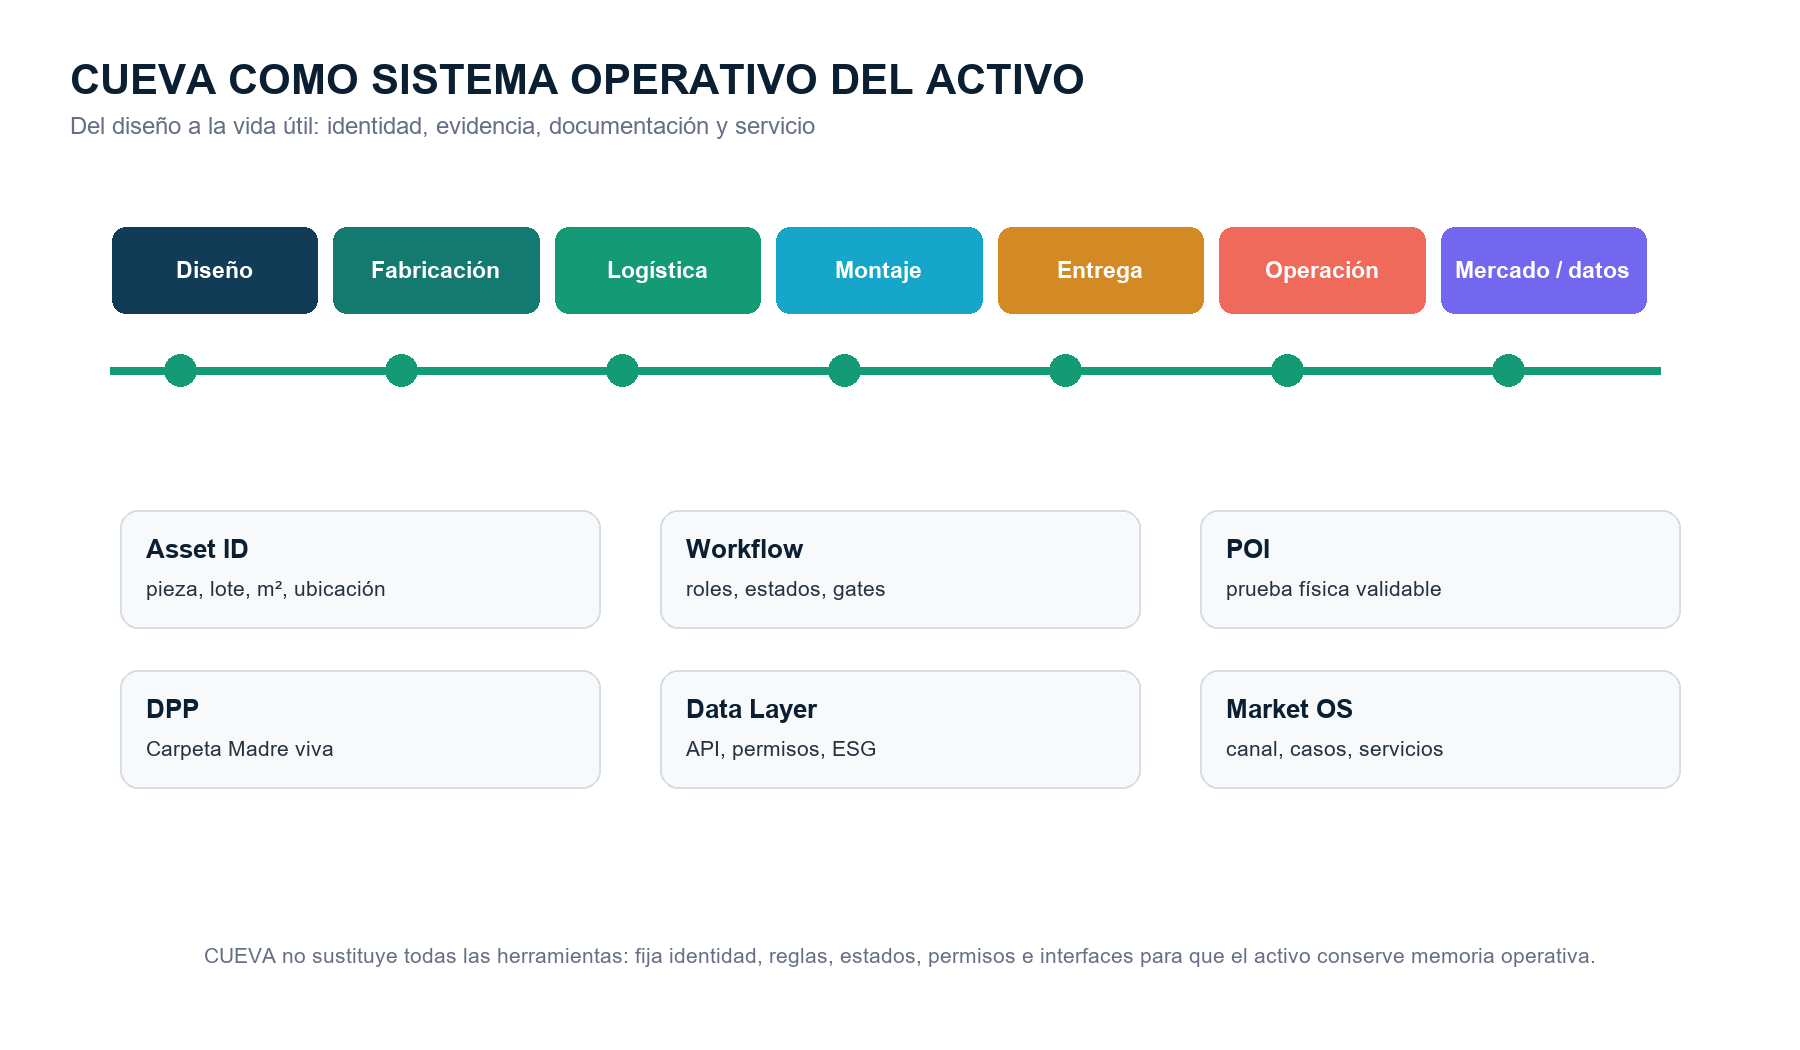 CUEVA COMO SISTEMA OPERATIVO DEL ACTIVO
Del diseño a la vida útil: identidad, evidencia, documentación y servicio
Diseño
Fabricación
Logística
Montaje
Entrega
Operación
Mercado / datos
Asset ID
pieza, lote, m², ubicación
Workflow
roles, estados, gates
POI
prueba física validable
DPP
Carpeta Madre viva
Data Layer
API, permisos, ESG
Market OS
canal, casos, servicios
CUEVA no sustituye todas las herramientas: fija identidad, reglas, estados, permisos e interfaces para que el activo conserve memoria operativa.